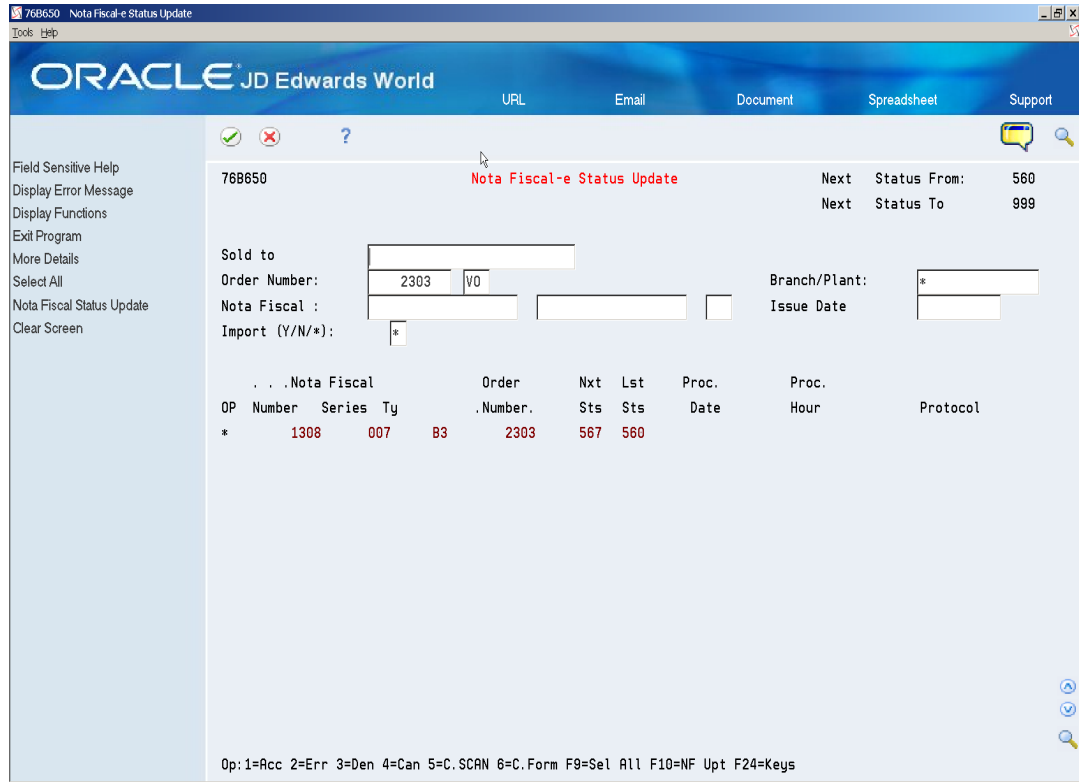 76B650 Nota Fiscal-e Status Update
Tools Help
ORACLE JD Edwards World
URL Email Document Spreadsheet Support
Field Sensitive Help
Display Error Message
Display Functions
Exit Program
More Details
Select All
Nota Fiscal Status Update
Clear Screen
?
76B650 Nota Fiscal-e Status Update Next Status From: 560
Next Status To 999
Sold to
Order Number: 2303 VO Branch/Plant: *
Nota Fiscal : Issue Date
Import (Y/N/*): *
. . .Nota Fiscal Order Nxt Lst Proc. Proc.
OP Number Series Ty .Number. Sts Sts Date Hour Protocol
* 1308 007 B3 2303 567 560
Op:1=Acc 2=Err 3=Den 4=Can 5=C.SCAN 6=C.Form F9=Sel All F10=NF Upt F24=Keys